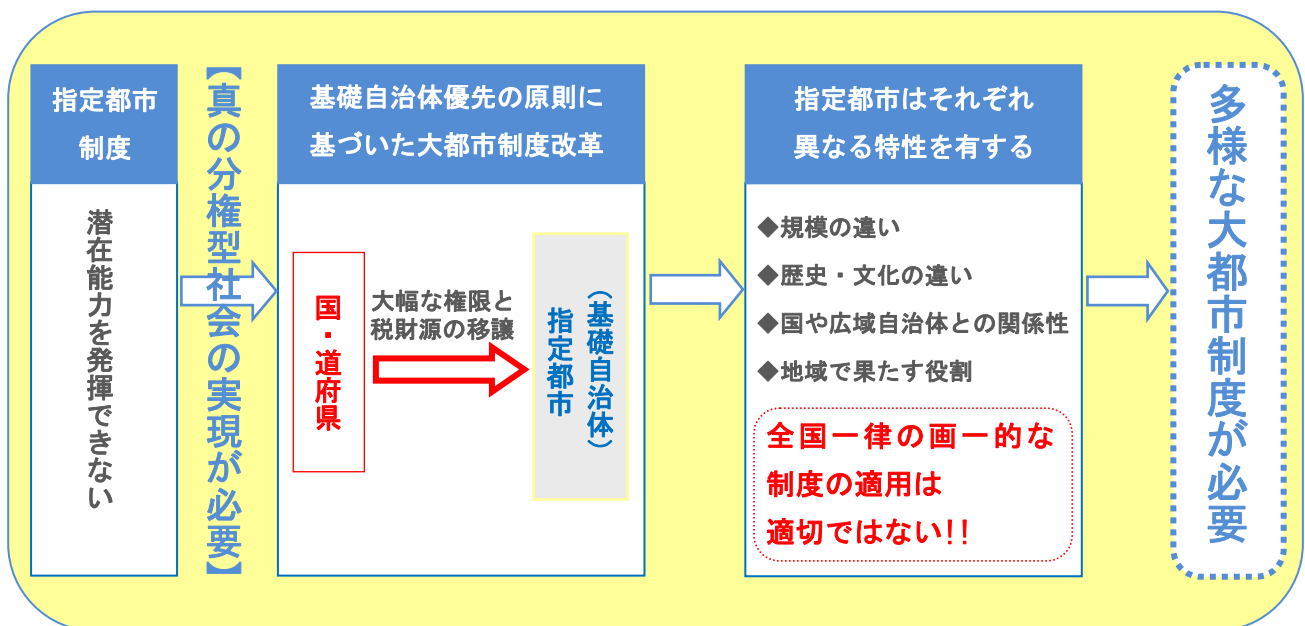 指定都市
制度
潜在能力を発揮できない
【真の分権型社会の実現が必要】
基礎自治体優先の原則に
基づいた大都市制度改革
国・道府県
大幅な権限と
税財源の移譲
指定都市
（基礎自治体）
指定都市はそれぞれ
異なる特性を有する
◆規模の違い
◆歴史・文化の違い
◆国や広域自治体との関係性
◆地域で果たす役割
全国一律の画一的な
制度の適用は
適切ではない!!
多様な大都市制度が必要